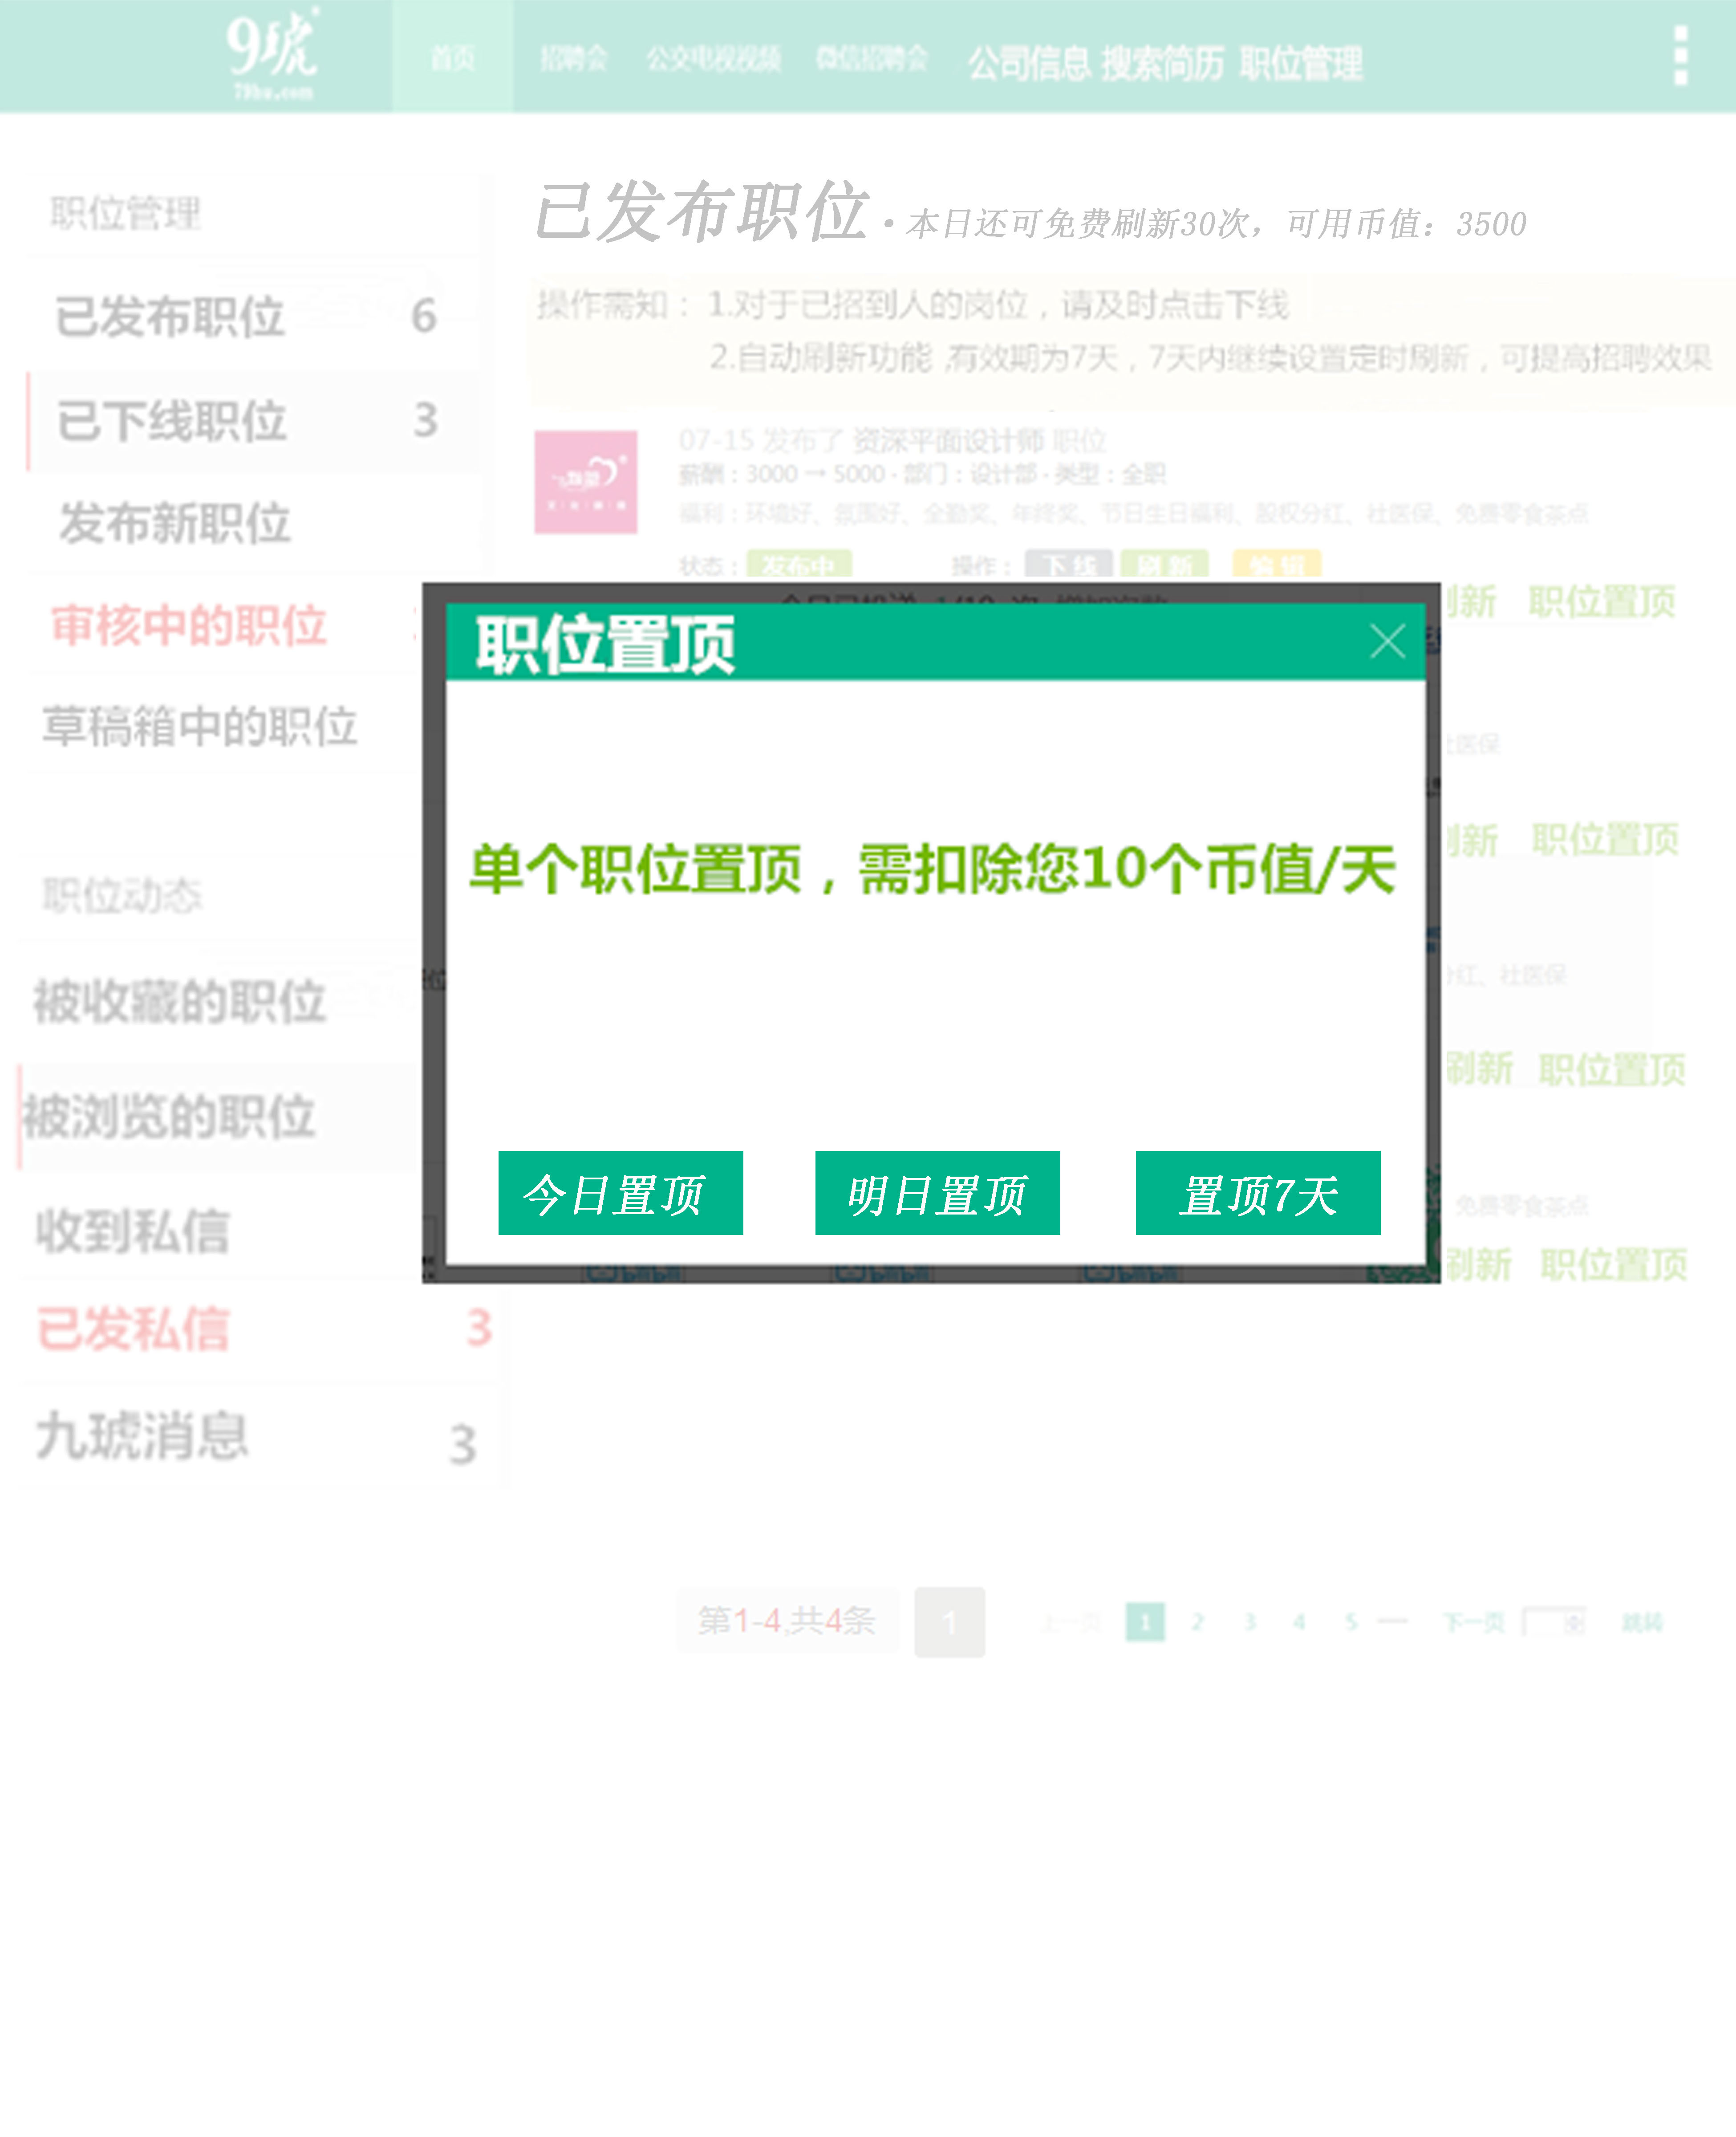 9琥
79hu.com
首页 招聘会 公交电视视频 微信招聘会 公司信息 搜索简历 职位管理
职位管理
已发布职位 6
已下线职位 3
发布新职位
审核中的职位
草稿箱中的职位
职位动态
被收藏的职位
被浏览的职位
收到私信
已发私信 3
九琥消息 3
已发布职位·本日还可免费刷新30次，可用币值：3500
操作需知：1.对于已招到人的岗位，请及时点击下线
2.自动刷新功能,有效期为7天，7天内继续设置定时刷新，可提高招聘效果
07-15 发布了 资深平面设计师 职位
薪酬：3000 一 5000 - 部门：设计部 - 类型：全职
福利：环境好、氛围好、全勤奖、年终奖、节日生日福利、股权分红、社医保、免费零食茶点
状态：发布中 操作：下线 刷新 编辑
刷新 职位置顶
社医保
刷新 职位置顶
分红、社医保
刷新 职位置顶
免费零食茶点
刷新 职位置顶
职位置顶
单个职位置顶，需扣除您10个币值/天
今日置顶 明日置顶 置顶7天
第1-4,共4条 1 上一页 1 2 3 4 5 — 下一页 跳转